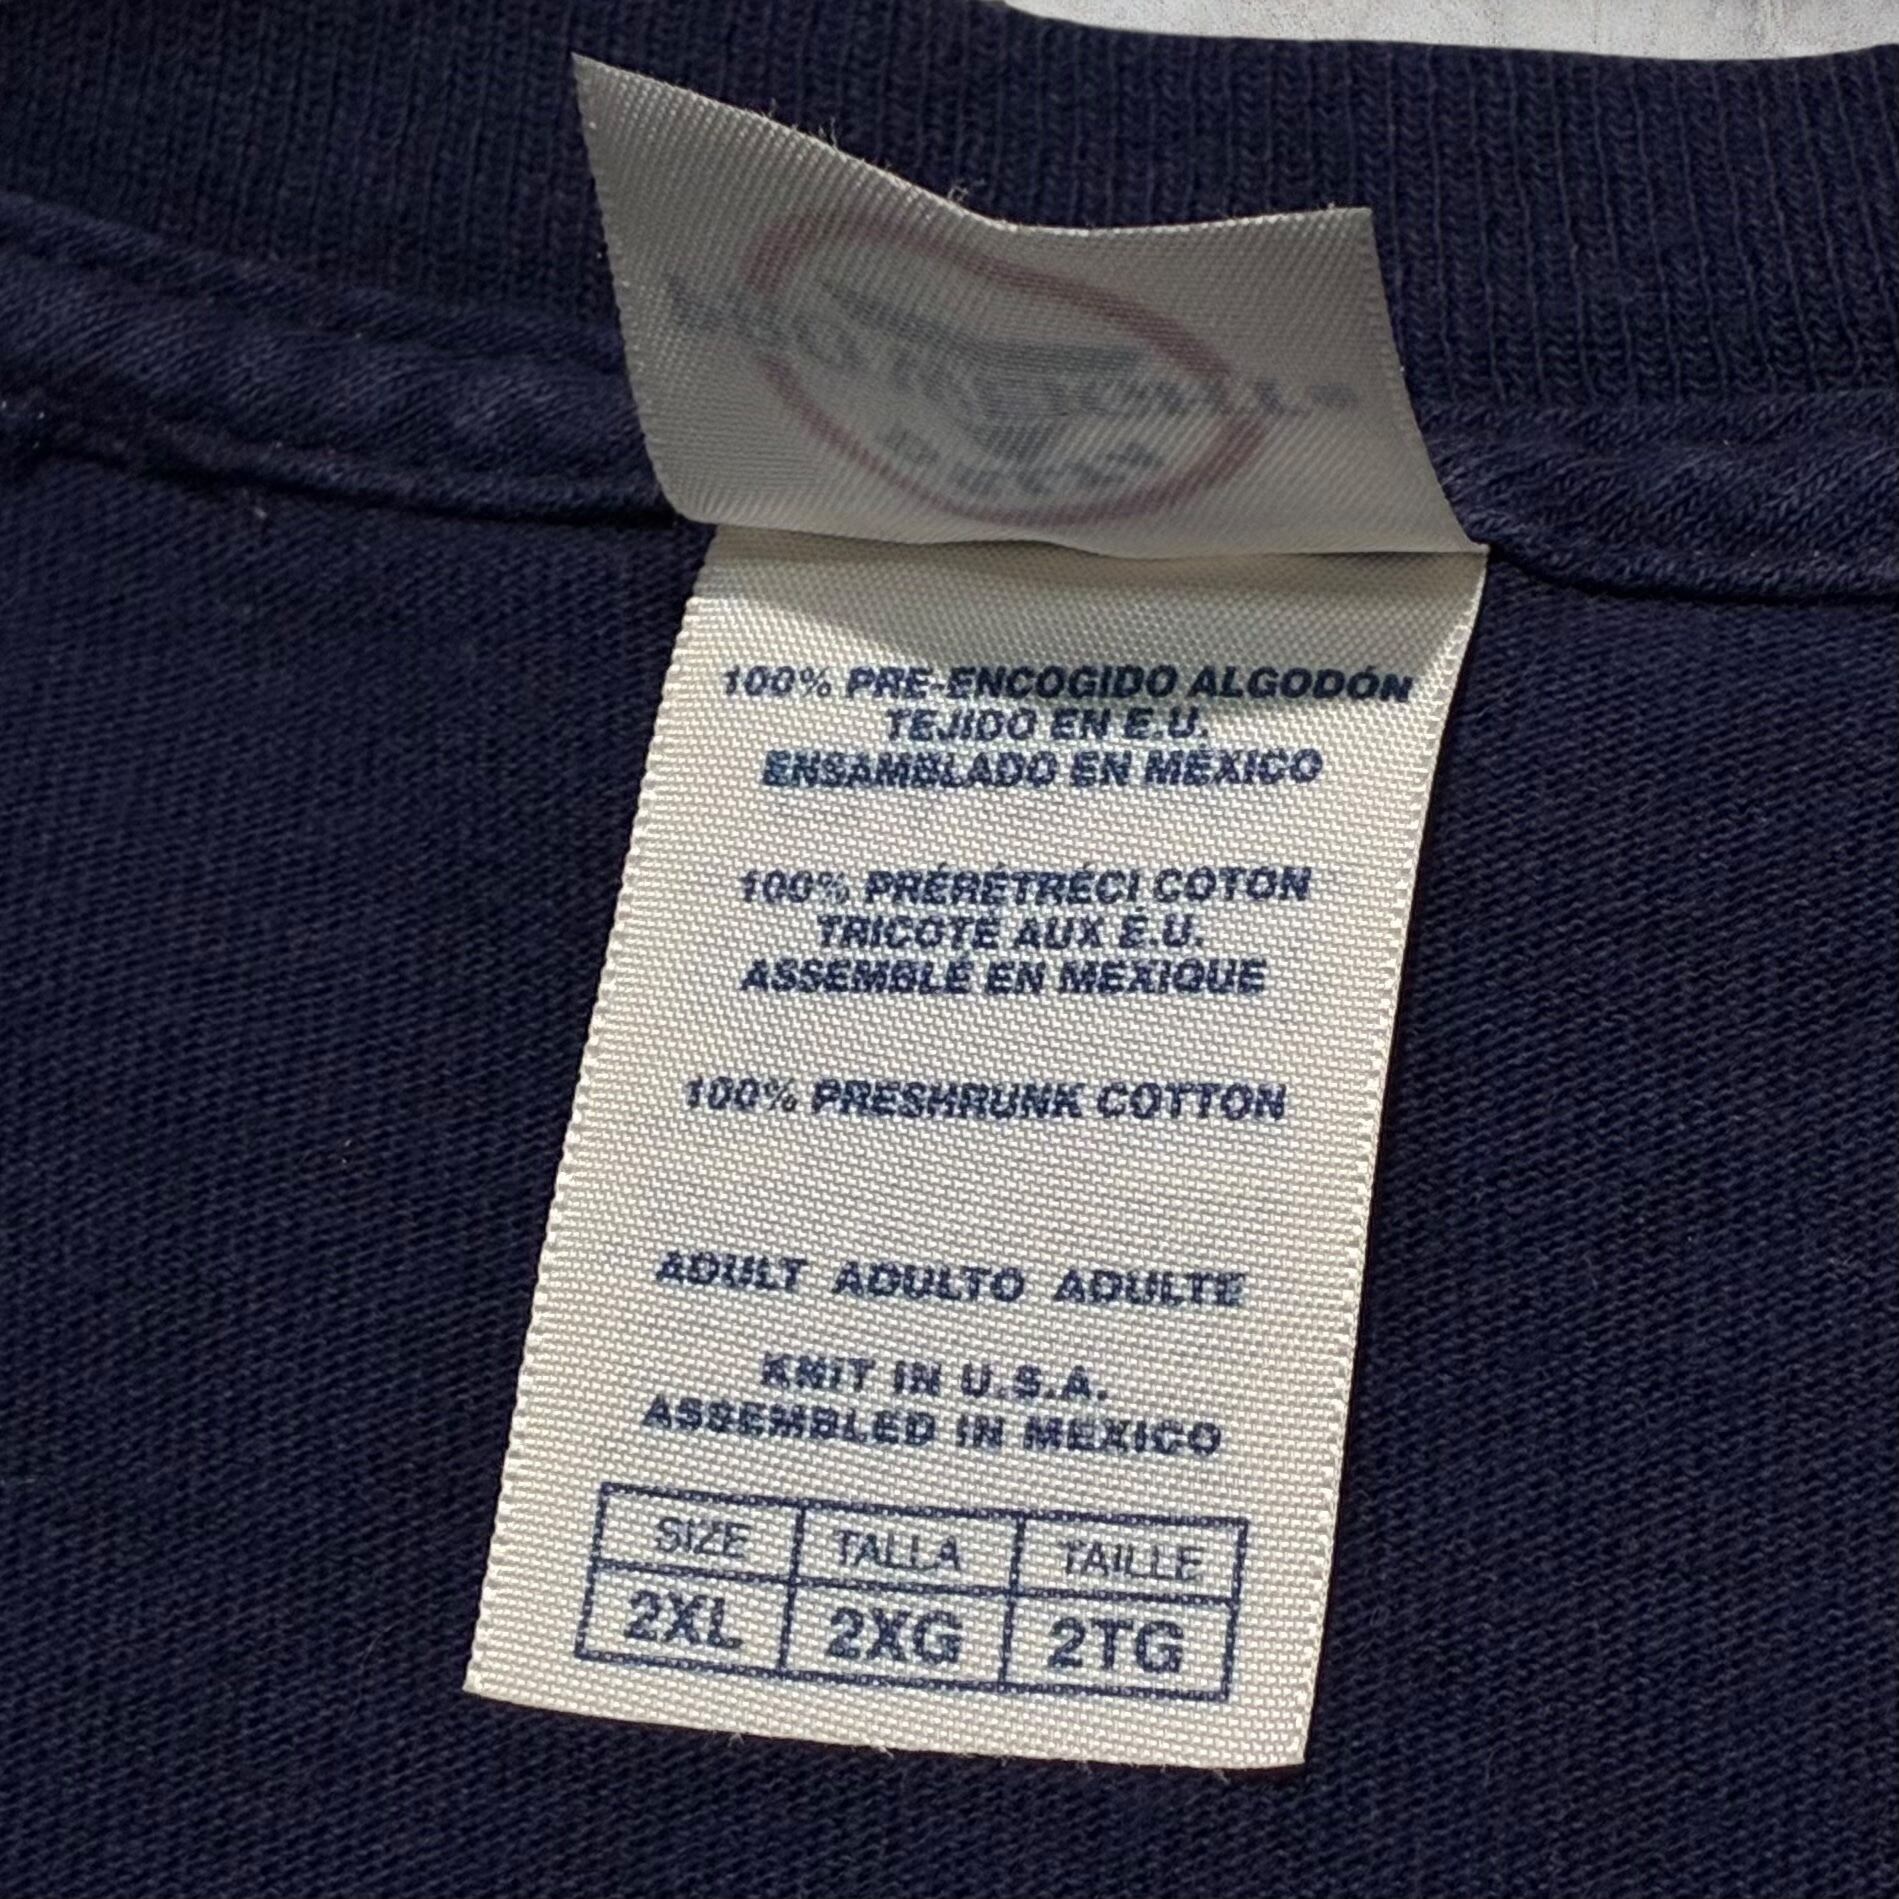 100% PRE-ENCOGIDO ALGODÓN
TEJIDO EN E.U.
ENSAMBLADO EN MÉXICO
100% PRÉRÉTRÉCI COTON
TRICOTÉ AUX É.U.
ASSEMBLÉ EN MEXIQUE
100% PRESHRUNK COTTON
ADULT ADULTO ADULTE
KNIT IN U.S.A.
ASSEMBLED IN MEXICO
SIZE TALLA TAILLE
2XL 2XG 2TG